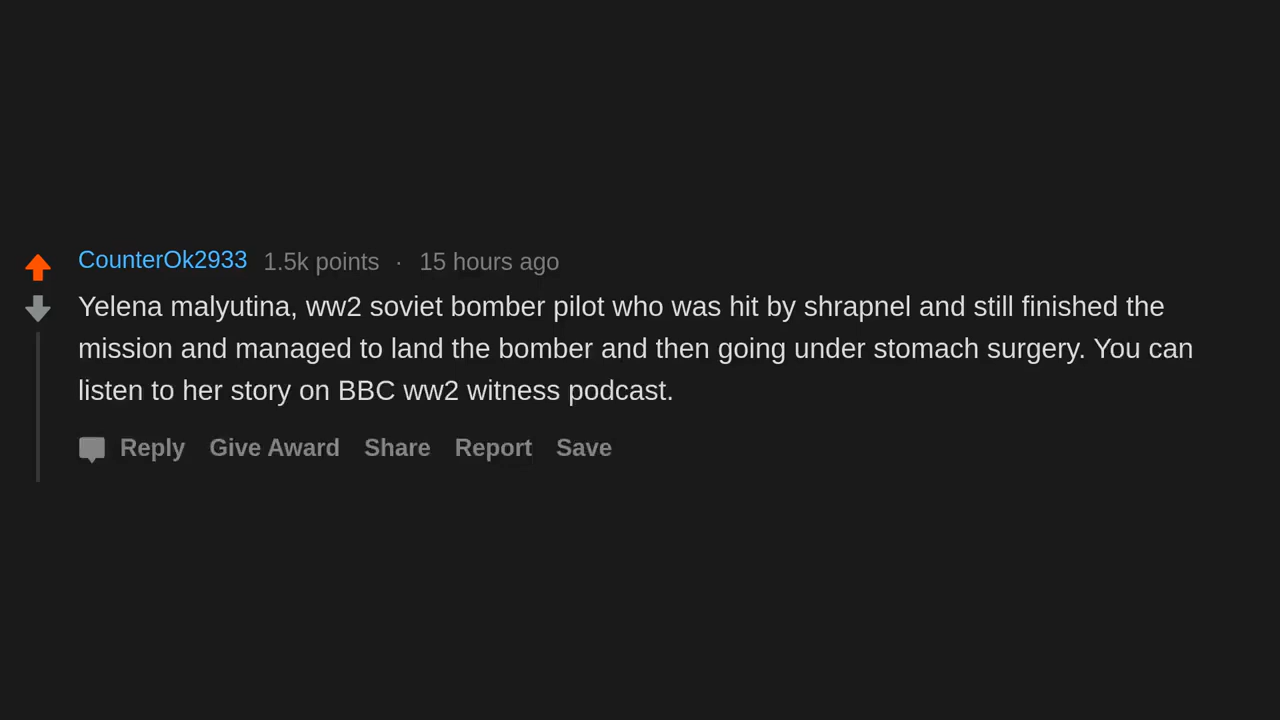 CounterOk2933 1.5k points · 15 hours ago
Yelena malyutina, ww2 soviet bomber pilot who was hit by shrapnel and still finished the
mission and managed to land the bomber and then going under stomach surgery. You can
listen to her story on BBC ww2 witness podcast.
Reply Give Award Share Report Save